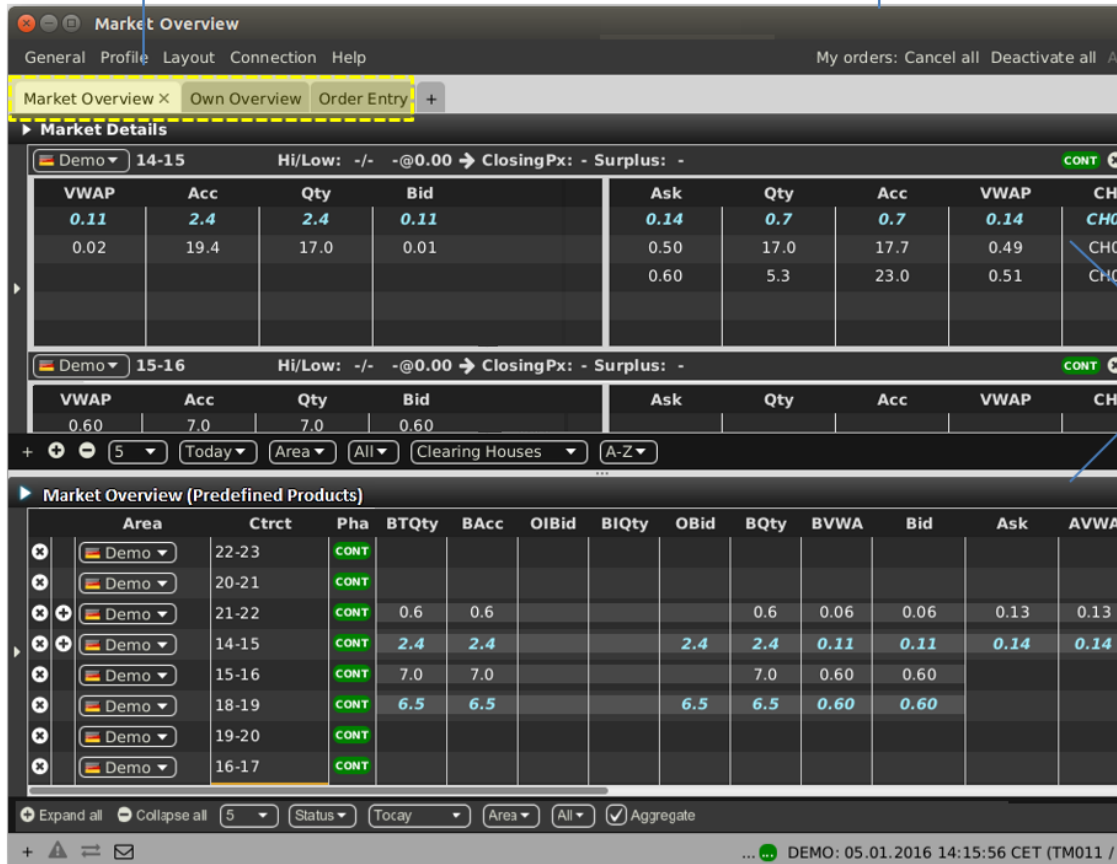 Market Overview
General Profile Layout Connection Help My orders: Cancel all Deactivate all A
Market Overview × Own Overview Order Entry +
Market Details
Demo 14-15 Hi/Low: -/- -@0.00 ➔ ClosingPx: - Surplus: - CONT
VWAP Acc Qty Bid Ask Qty Acc VWAP CH
0.11 2.4 2.4 0.11 0.14 0.7 0.7 0.14 CH0
0.02 19.4 17.0 0.01 0.50 17.0 17.7 0.49 CH0
0.60 5.3 23.0 0.51 CH0
Demo 15-16 Hi/Low: -/- -@0.00 ➔ ClosingPx: - Surplus: - CONT
VWAP Acc Qty Bid Ask Qty Acc VWAP CH
0.60 7.0 7.0 0.60
+ 5 Today Area All Clearing Houses A-Z
Market Overview (Predefined Products)
Area Ctrct Pha BTQty BAcc OIBid BIQty OBid BQty BVWA Bid Ask AVWA
Demo 22-23 CONT
Demo 20-21 CONT
Demo 21-22 CONT 0.6 0.6 0.6 0.06 0.06 0.13 0.13
Demo 14-15 CONT 2.4 2.4 2.4 2.4 0.11 0.11 0.14 0.14
Demo 15-16 CONT 7.0 7.0 7.0 0.60 0.60
Demo 18-19 CONT 6.5 6.5 6.5 6.5 0.60 0.60
Demo 19-20 CONT
Demo 16-17 CONT
Expand all Collapse all 5 Status Tocay Area All Aggregate
+ ... DEMO: 05.01.2016 14:15:56 CET (TM011 /